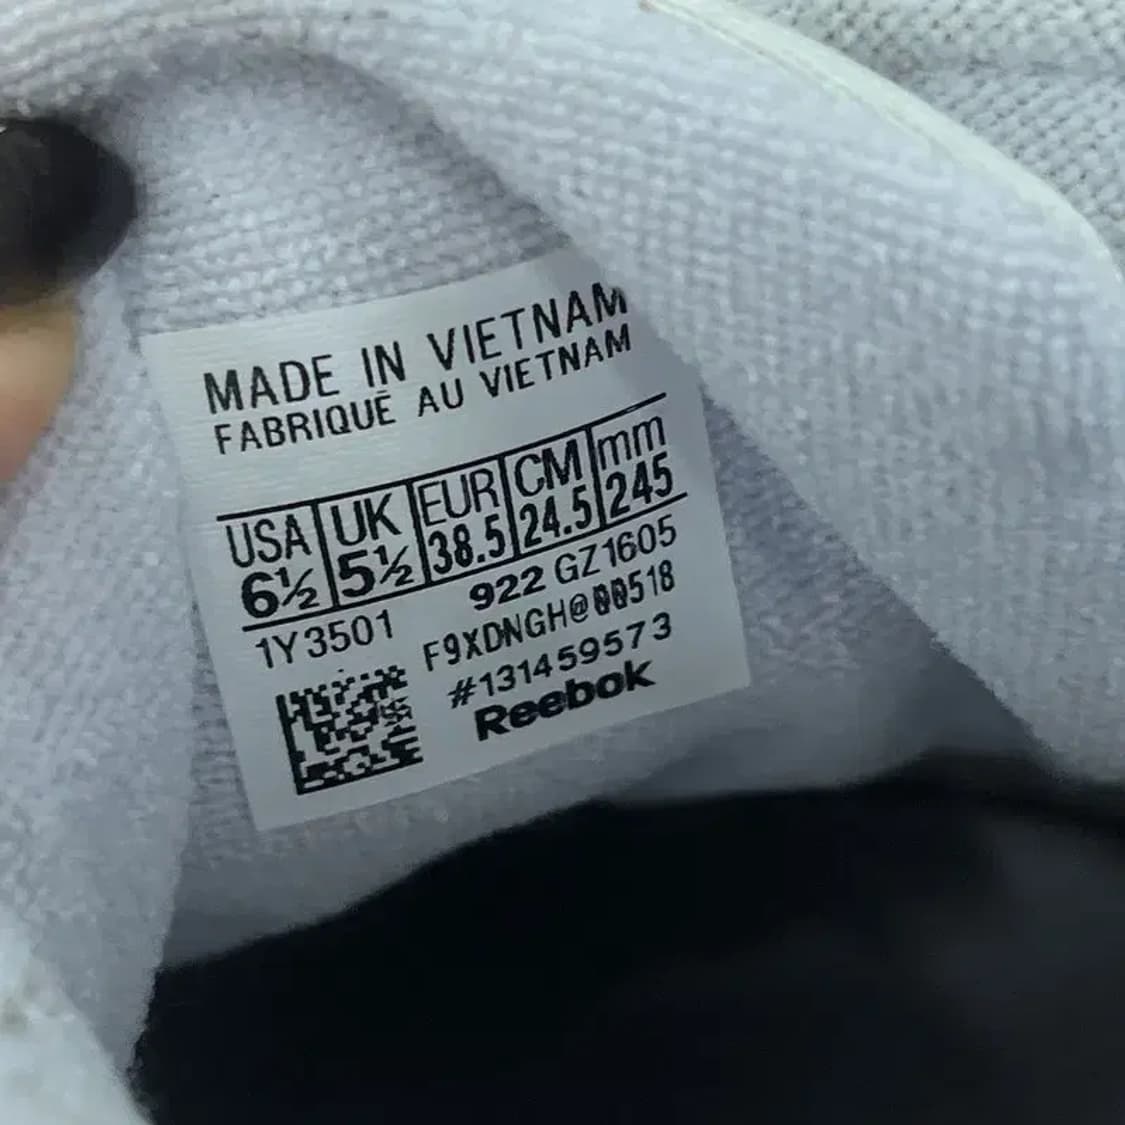 MADE IN VIETNAM
FABRIQUÉ AU VIETNAM
USA UK EUR CM mm
6½ 5½ 38.5 24.5 245
922 GZ1605
1Y3501 F9XDNGH@00518
#131459573
Reebok